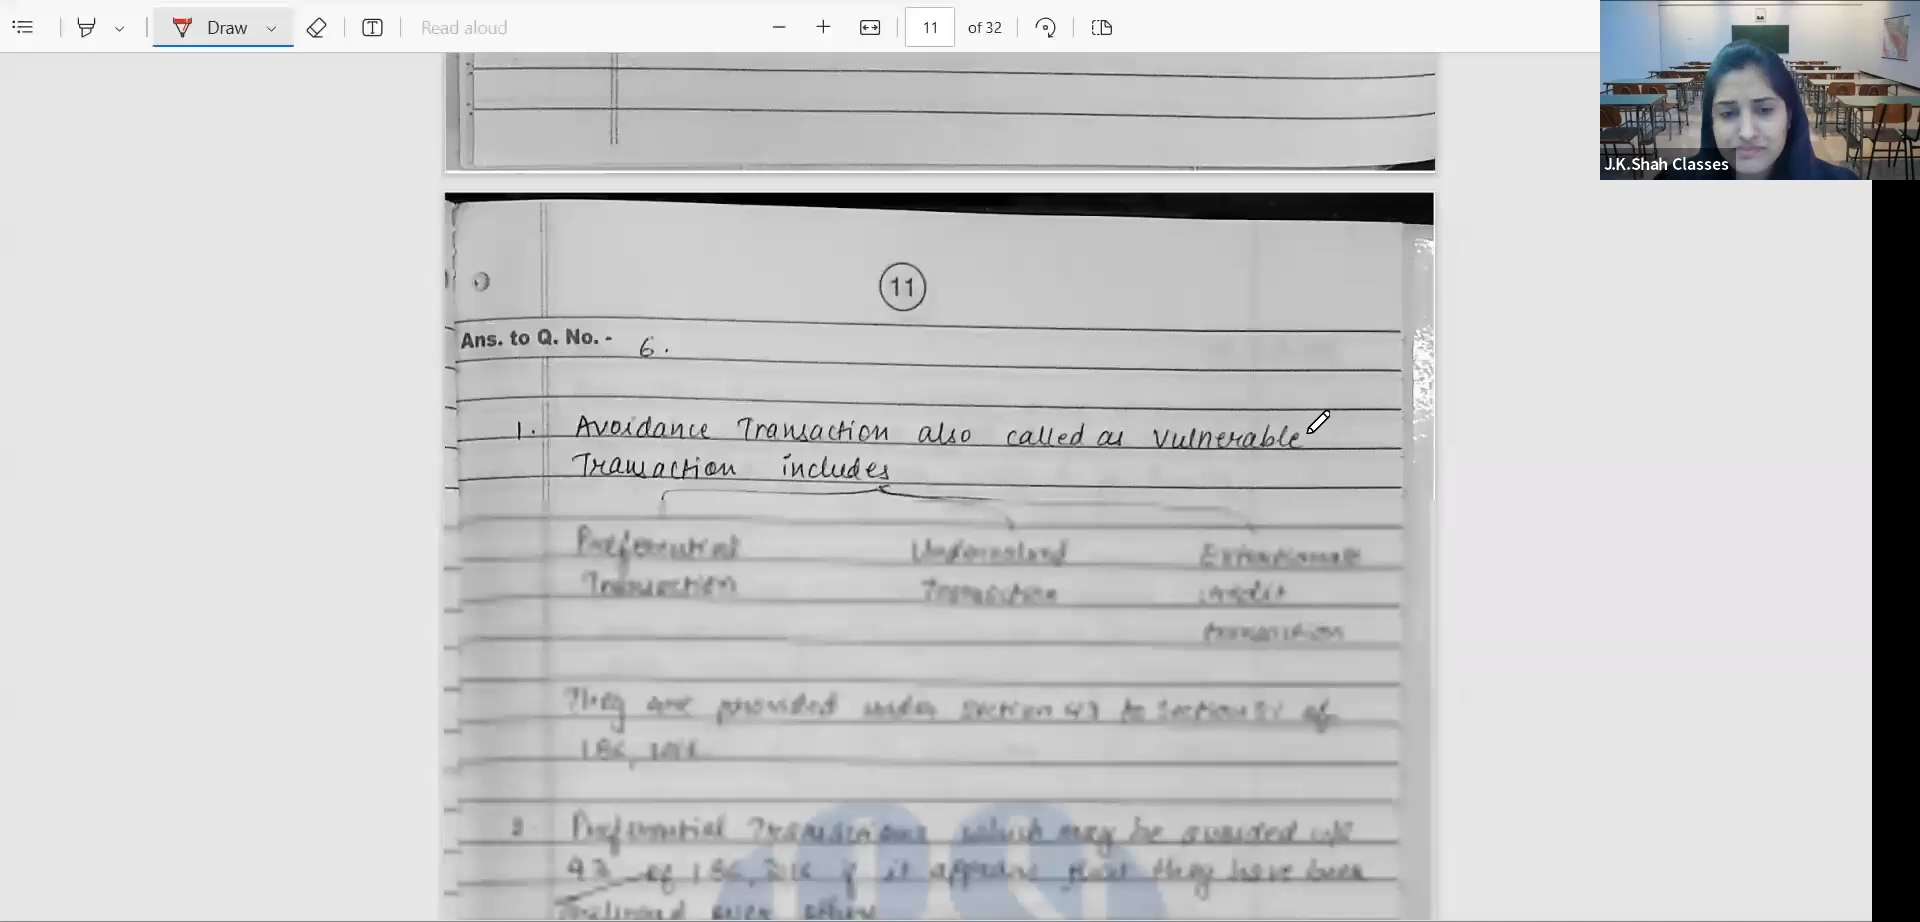 Draw
Read aloud
11 of 32
J.K.Shah Classes
11
Ans. to Q. No. - 6.
1. Avoidance Transaction also called as Vulnerable
Transaction includes
Preferential Undervalued Extortionate
Transaction Transaction credit
transaction
They are provided under section 43 to section 51 of
IBC, 2016
2. Preferential Transactions which may be avoided u/s
43 of IBC, 2016 if it appears that they have been
over others